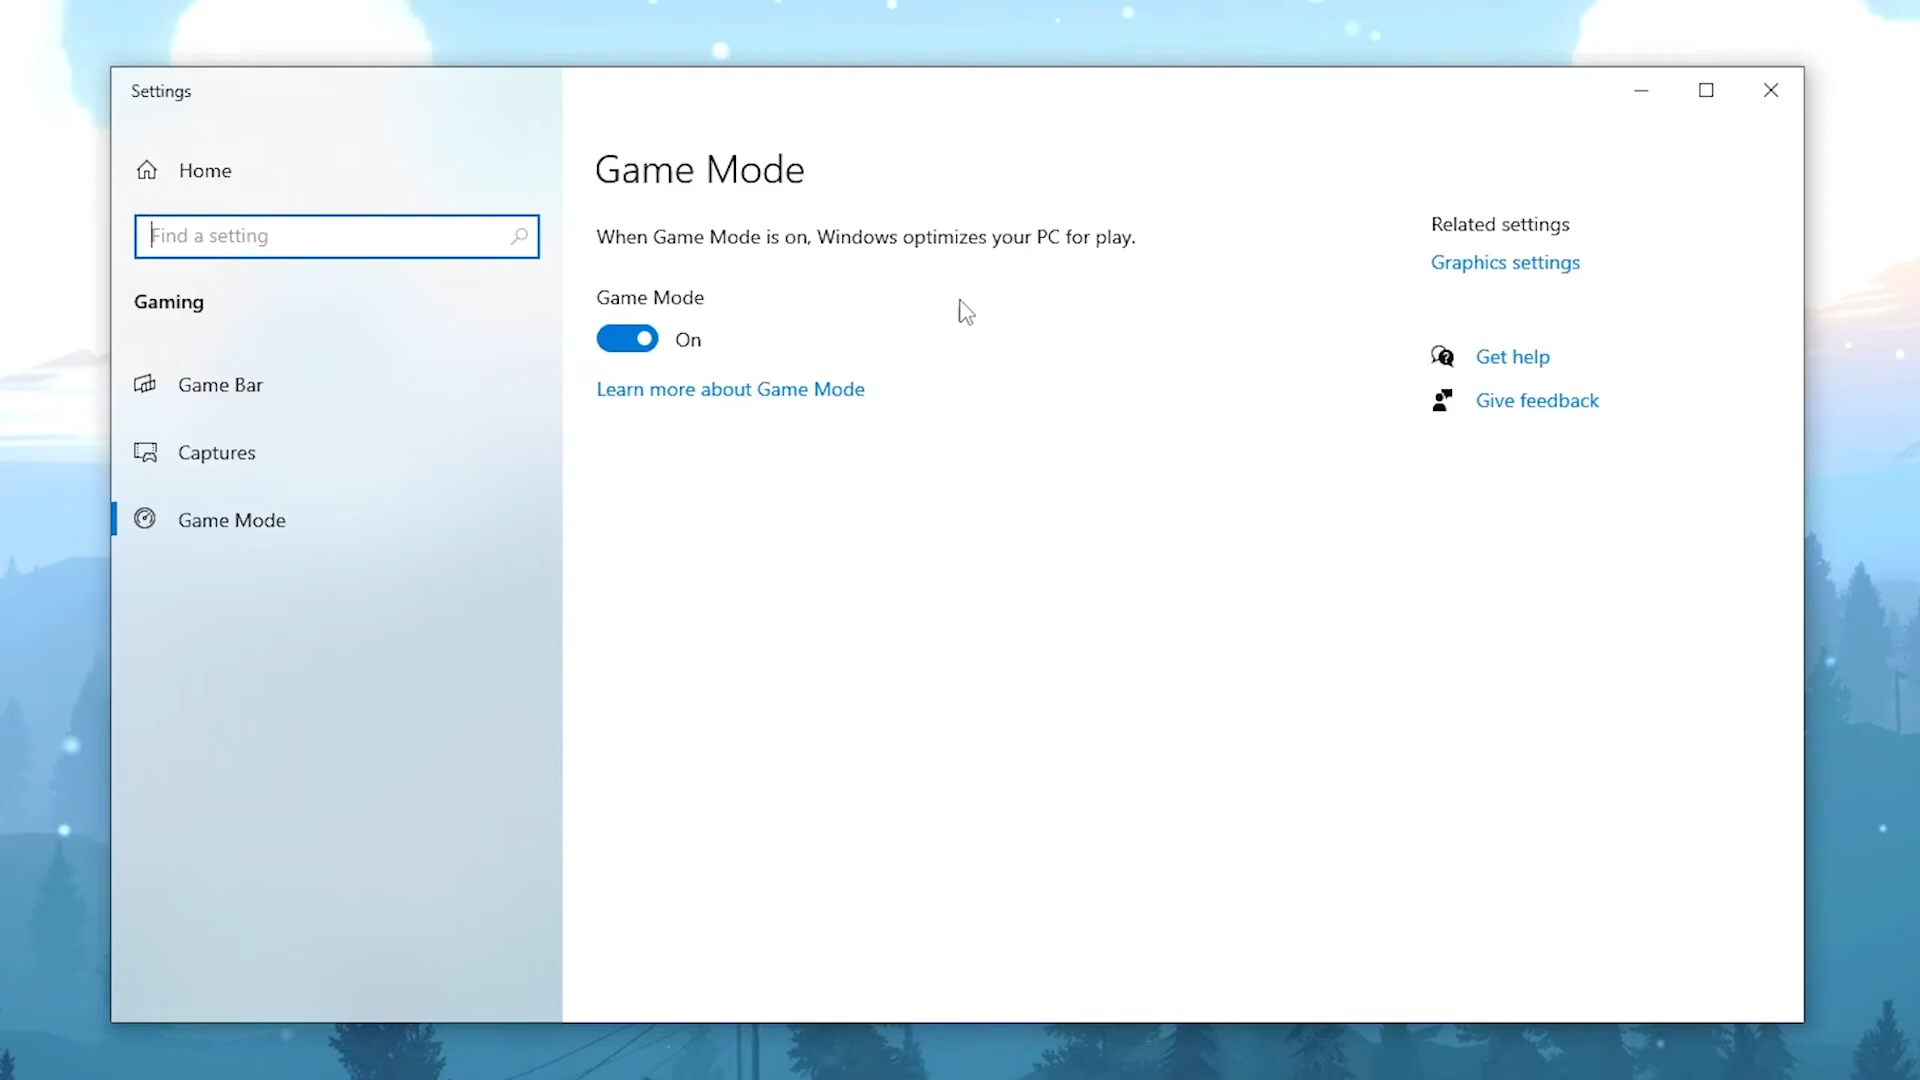 Settings
Home
Find a setting
Gaming
Game Bar
Captures
Game Mode
Game Mode
When Game Mode is on, Windows optimizes your PC for play.
Game Mode
On
Learn more about Game Mode
Related settings
Graphics settings
Get help
Give feedback